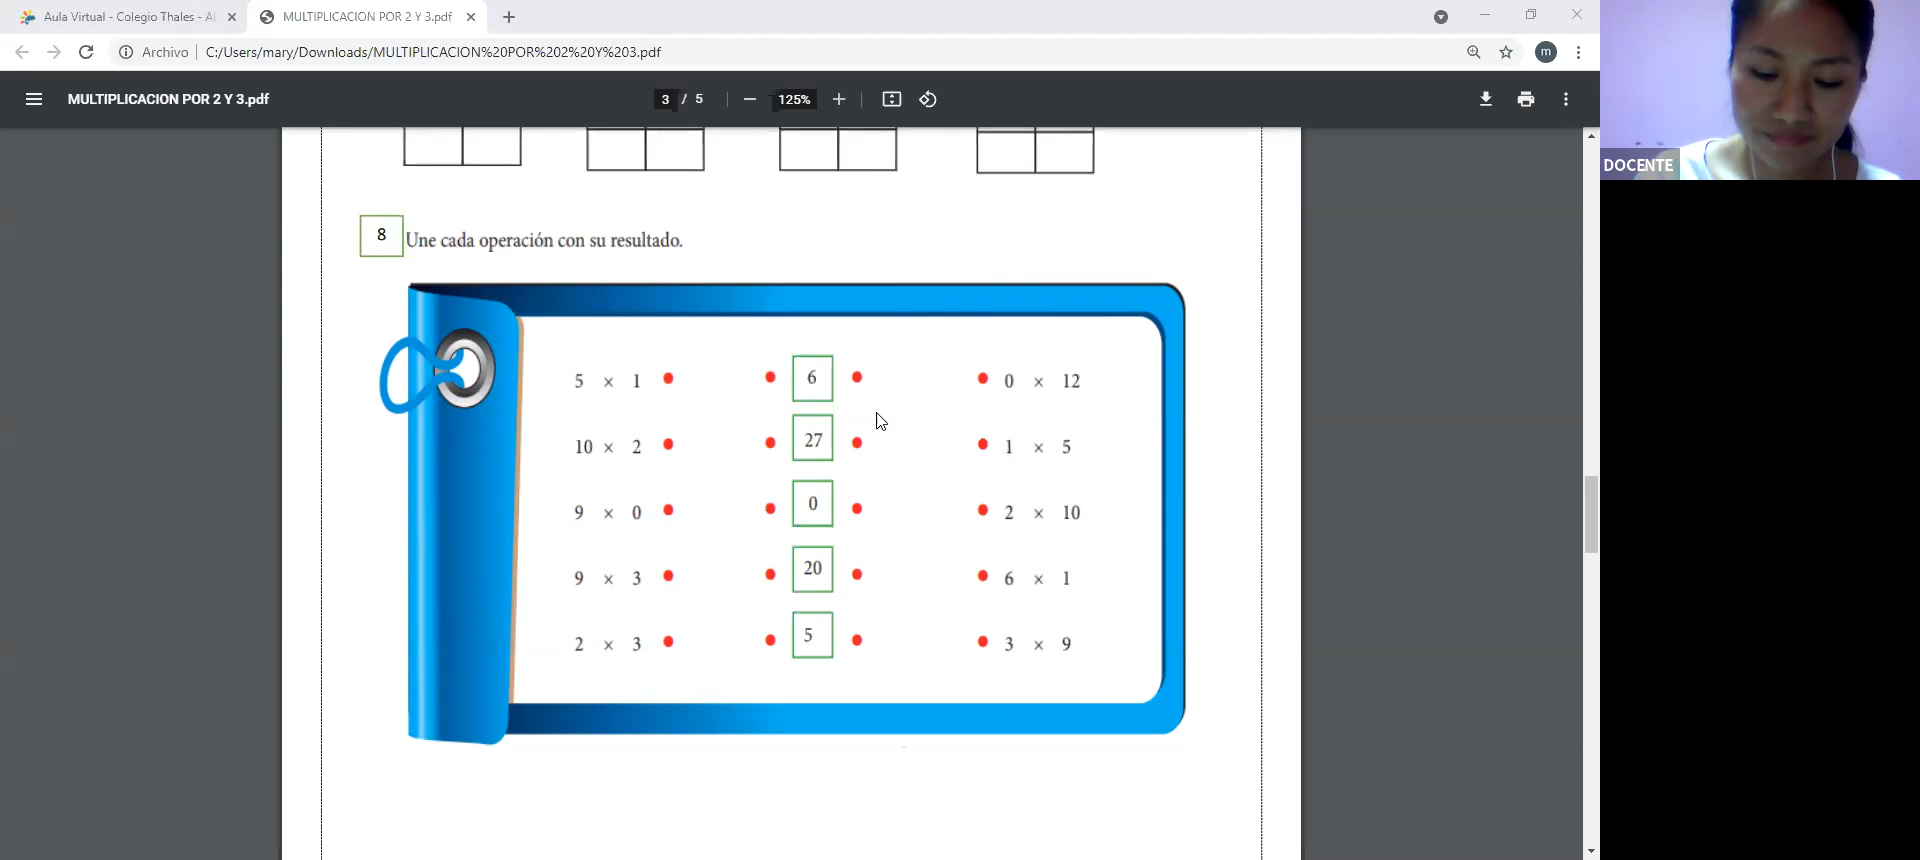 Aula Virtual - Colegio Thales - Al
MULTIPLICACION POR 2 Y 3.pdf
Archivo
C:/Users/mary/Downloads/MULTIPLICACION%20POR%202%20Y%203.pdf
m
MULTIPLICACION POR 2 Y 3.pdf
3 / 5
125%
DOCENTE
8 Une cada operación con su resultado.
5 × 1 6 0 × 12
10 × 2 27 1 × 5
9 × 0 0 2 × 10
9 × 3 20 6 × 1
2 × 3 5 3 × 9